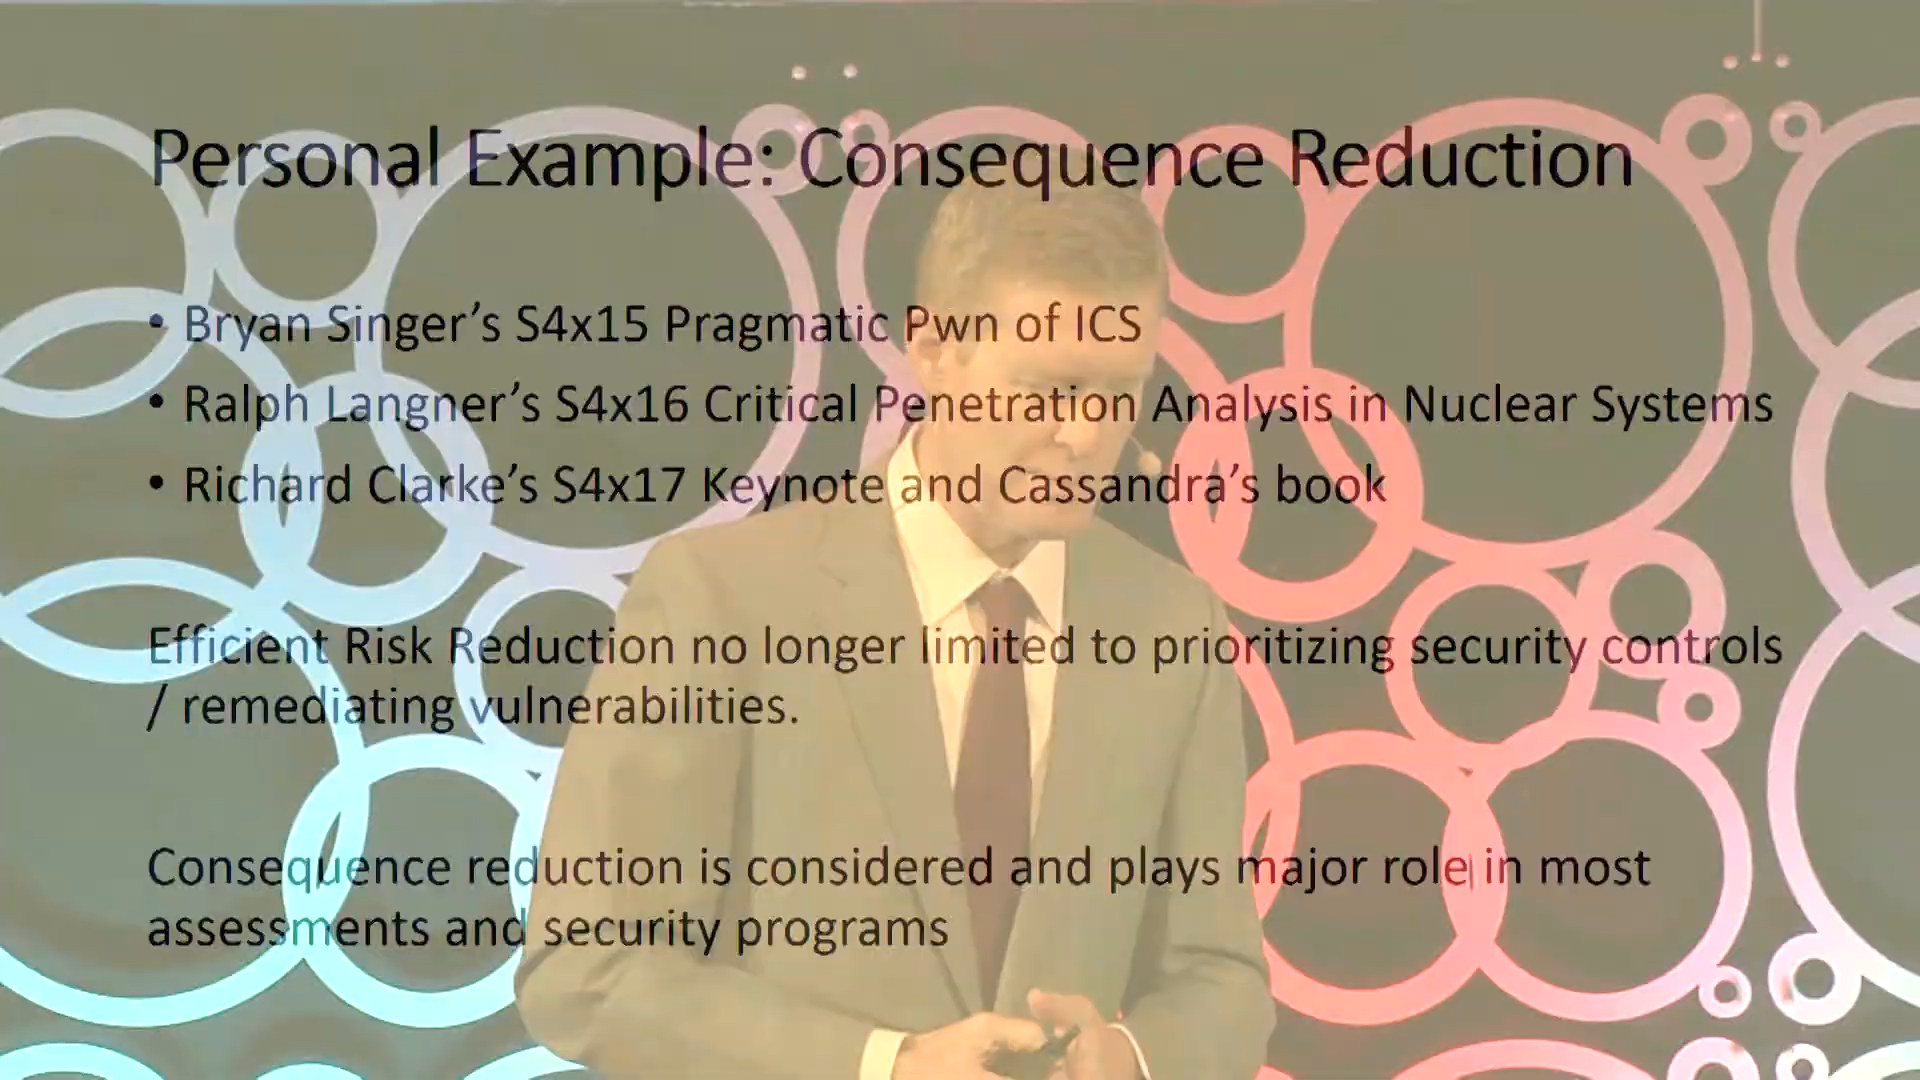 Personal Example: Consequence Reduction
• Bryan Singer's S4x15 Pragmatic Pwn of ICS
• Ralph Langner's S4x16 Critical Penetration Analysis in Nuclear Systems
• Richard Clarke's S4x17 Keynote and Cassandra's book
Efficient Risk Reduction no longer limited to prioritizing security controls
/ remediating vulnerabilities.
Consequence reduction is considered and plays major role in most
assessments and security programs